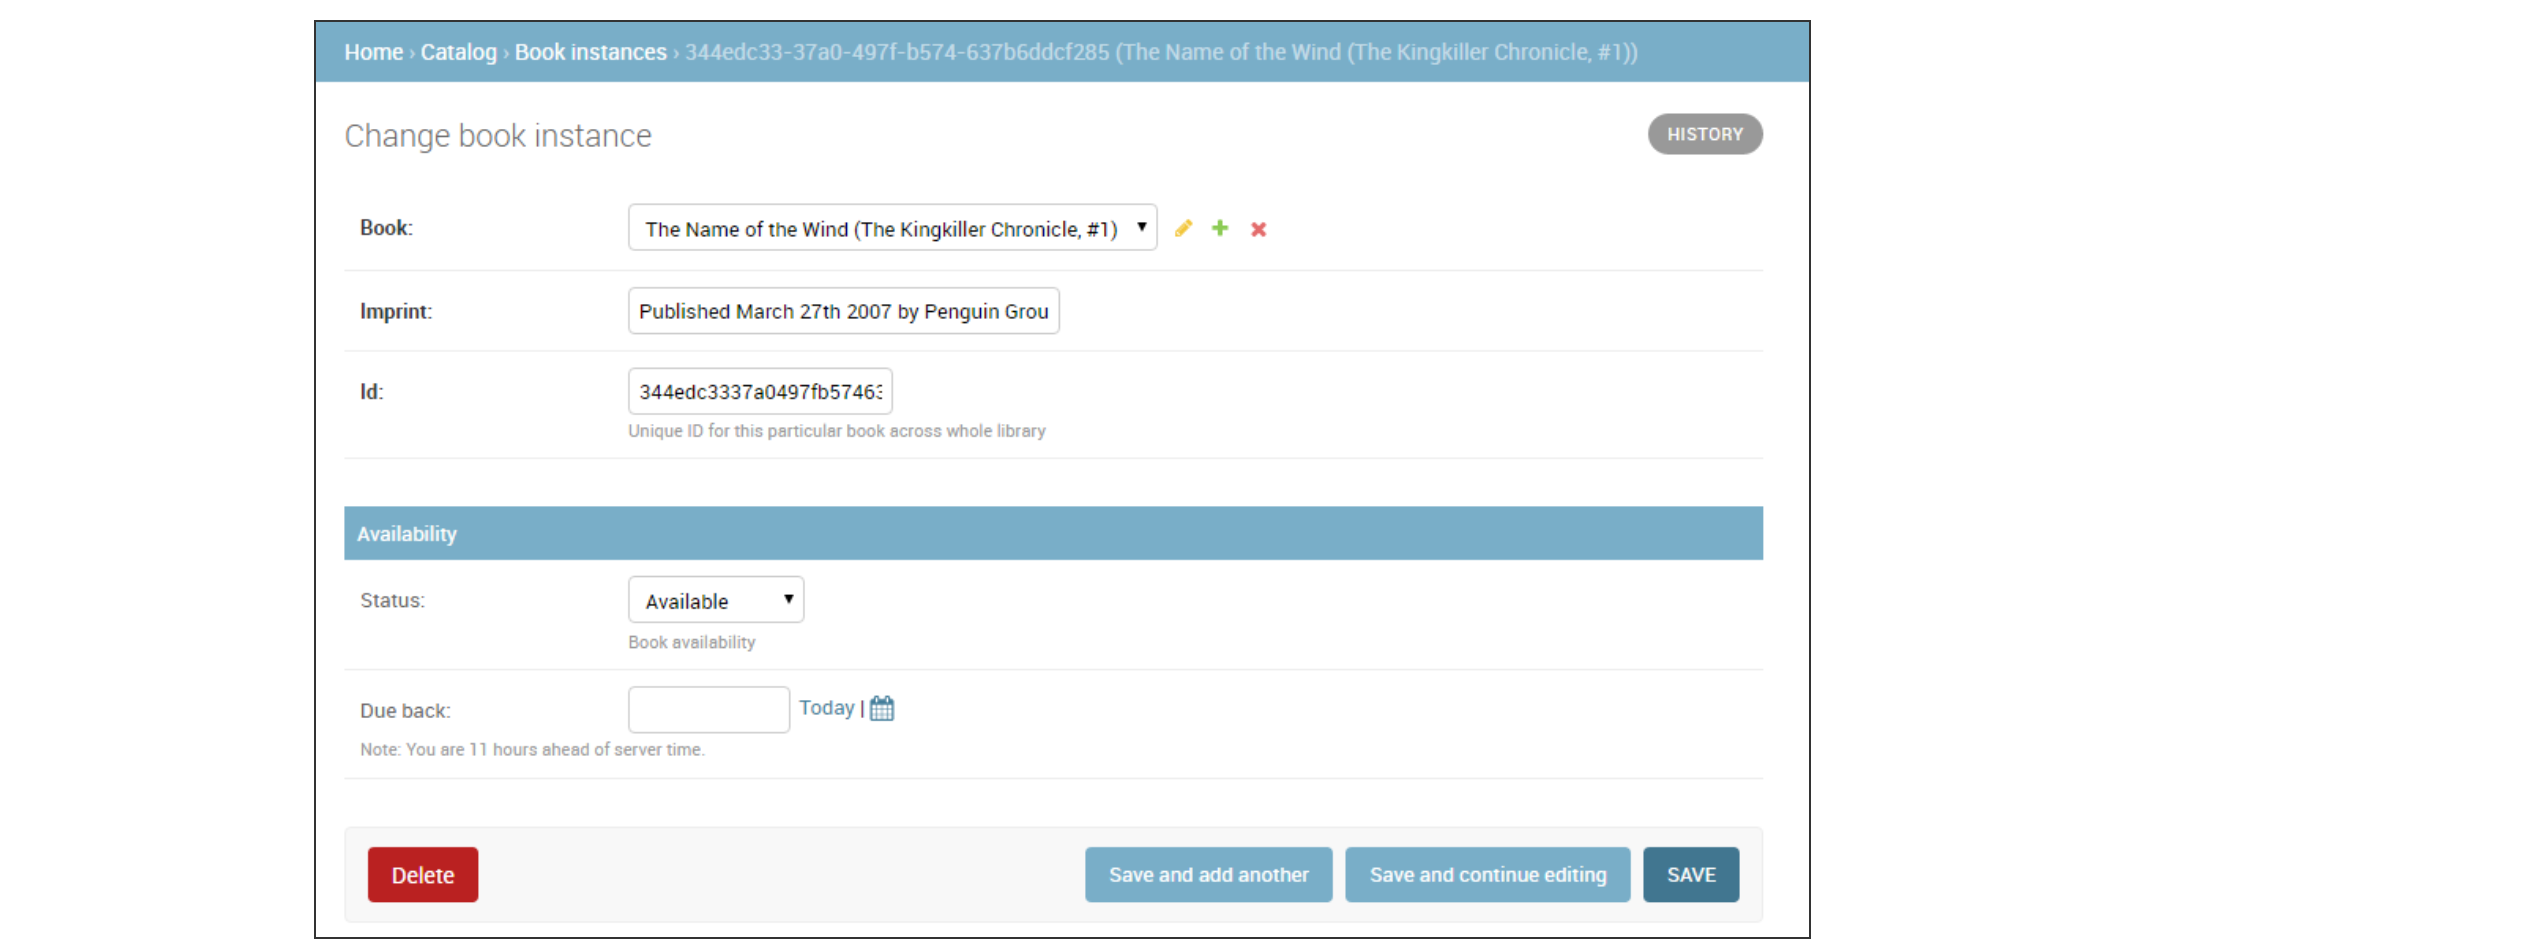 Home › Catalog › Book instances › 344edc33-37a0-497f-b574-637b6ddcf285 (The Name of the Wind (The Kingkiller Chronicle, #1))
Change book instance
HISTORY
Book: The Name of the Wind (The Kingkiller Chronicle, #1)
Imprint: Published March 27th 2007 by Penguin Grou
Id: 344edc3337a0497fb5746
Unique ID for this particular book across whole library
Availability
Status: Available
Book availability
Due back: Today |
Note: You are 11 hours ahead of server time.
Delete Save and add another Save and continue editing SAVE